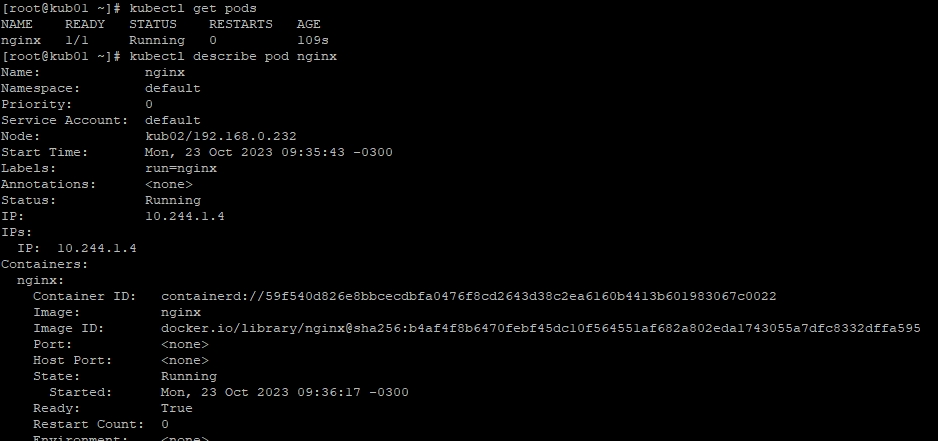 [root@kub01 ~]# kubectl get pods
NAME    READY   STATUS    RESTARTS   AGE
nginx   1/1     Running   0          109s
[root@kub01 ~]# kubectl describe pod nginx
Name:             nginx
Namespace:        default
Priority:         0
Service Account:  default
Node:             kub02/192.168.0.232
Start Time:       Mon, 23 Oct 2023 09:35:43 -0300
Labels:           run=nginx
Annotations:      <none>
Status:           Running
IP:               10.244.1.4
IPs:
  IP:  10.244.1.4
Containers:
  nginx:
    Container ID:   containerd://59f540d826e8bbcecdbfa0476f8cd2643d38c2ea6160b4413b601983067c0022
    Image:          nginx
    Image ID:       docker.io/library/nginx@sha256:b4af4f8b6470febf45dc10f564551af682a802eda1743055a7dfc8332dffa595
    Port:           <none>
    Host Port:      <none>
    State:          Running
      Started:      Mon, 23 Oct 2023 09:36:17 -0300
    Ready:          True
    Restart Count:  0
    Environment:    <none>